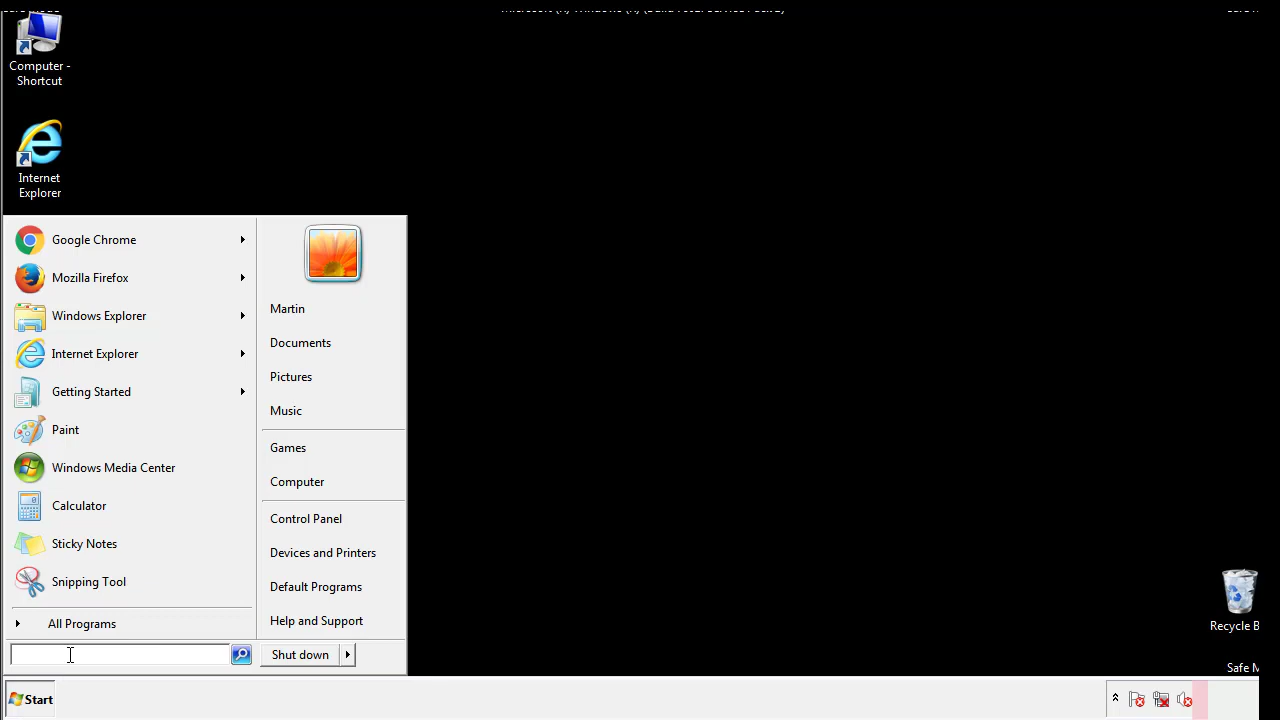 Computer -
Shortcut
Internet
Explorer
Google Chrome
Mozilla Firefox
Windows Explorer
Internet Explorer
Getting Started
Paint
Windows Media Center
Calculator
Sticky Notes
Snipping Tool
All Programs
Martin
Documents
Pictures
Music
Games
Computer
Control Panel
Devices and Printers
Default Programs
Help and Support
Shut down
Recycle B
Safe M
Start